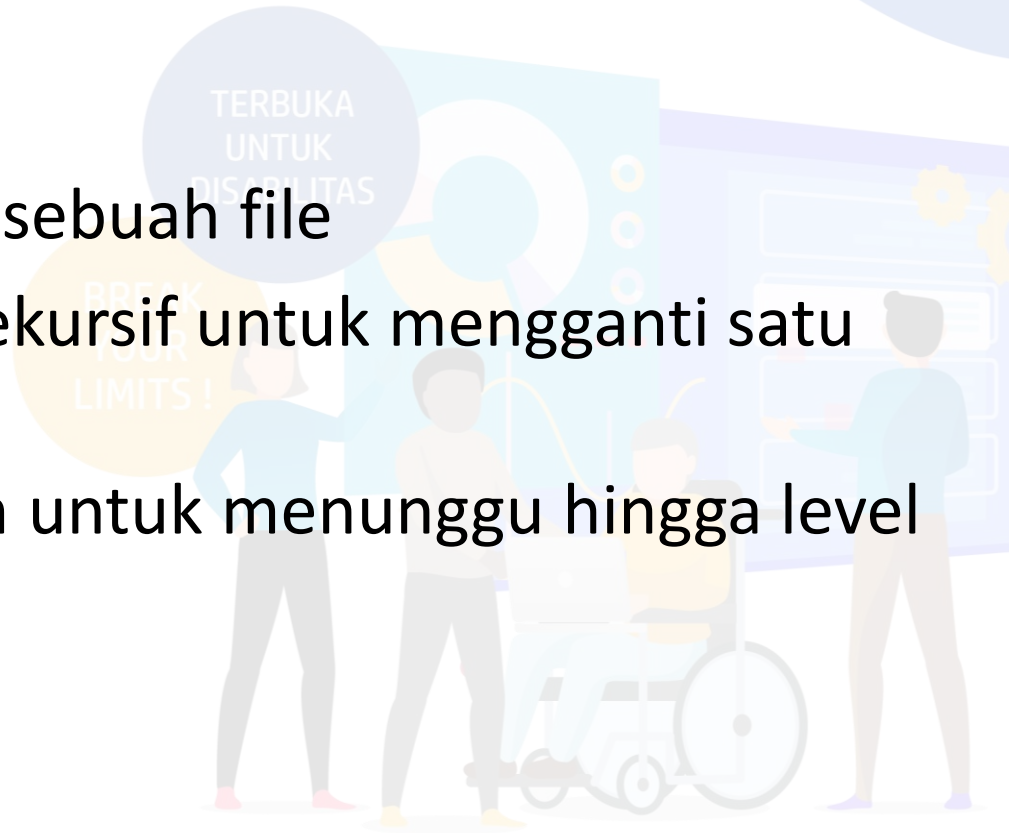 TERBUKA
UNTUK
DISABILITAS
sebuah file
BREAK
ekursif untuk mengganti satu
YOUR
LIMITS !
untuk menunggu hingga level